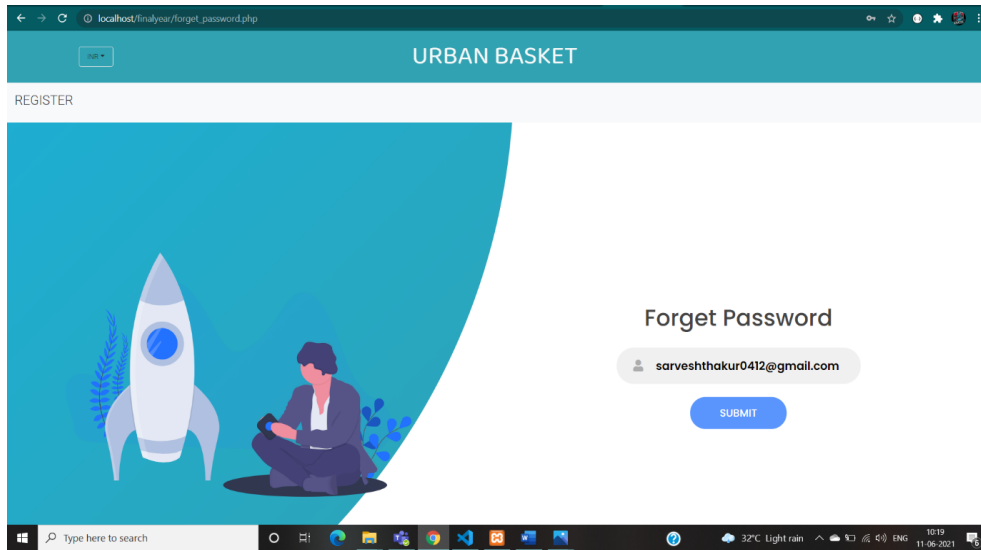 localhost/finalyear/forget_password.php
INR
URBAN BASKET
REGISTER
Forget Password
sarveshthakur0412@gmail.com
SUBMIT
Type here to search
32°C Light rain
ENG
10:19
11-06-2021
6